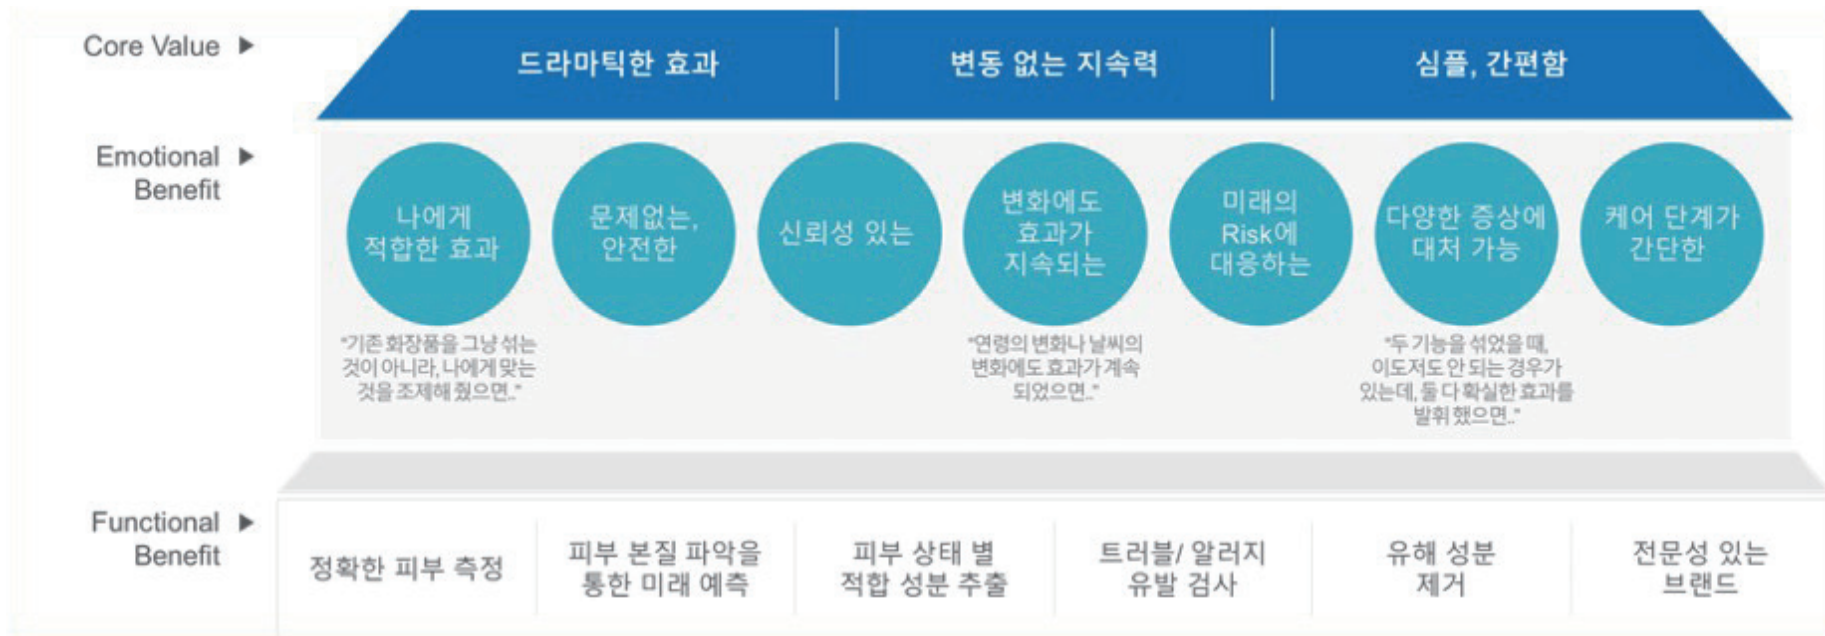 Core Value ▶
드라마틱한 효과
변동 없는 지속력
심플, 간편함
Emotional ▶
Benefit
나에게
적합한 효과
문제없는,
안전한
신뢰성 있는
변화에도
효과가
지속되는
미래의
Risk에
대응하는
다양한 증상에
대처 가능
케어 단계가
간단한
"기존 화장품을 그냥 섞는
것이 아니라, 나에게 맞는
것을 조제해 줬으면.."
"연령의 변화나 날씨의
변화에도 효과가 계속
되었으면.."
"두 기능을 섞었을 때,
이도저도 안 되는 경우가
있는데, 둘 다 확실한 효과를
발휘 했으면.."
Functional ▶
Benefit
정확한 피부 측정
피부 본질 파악을
통한 미래 예측
피부 상태 별
적합 성분 추출
트러블/ 알러지
유발 검사
유해 성분
제거
전문성 있는
브랜드